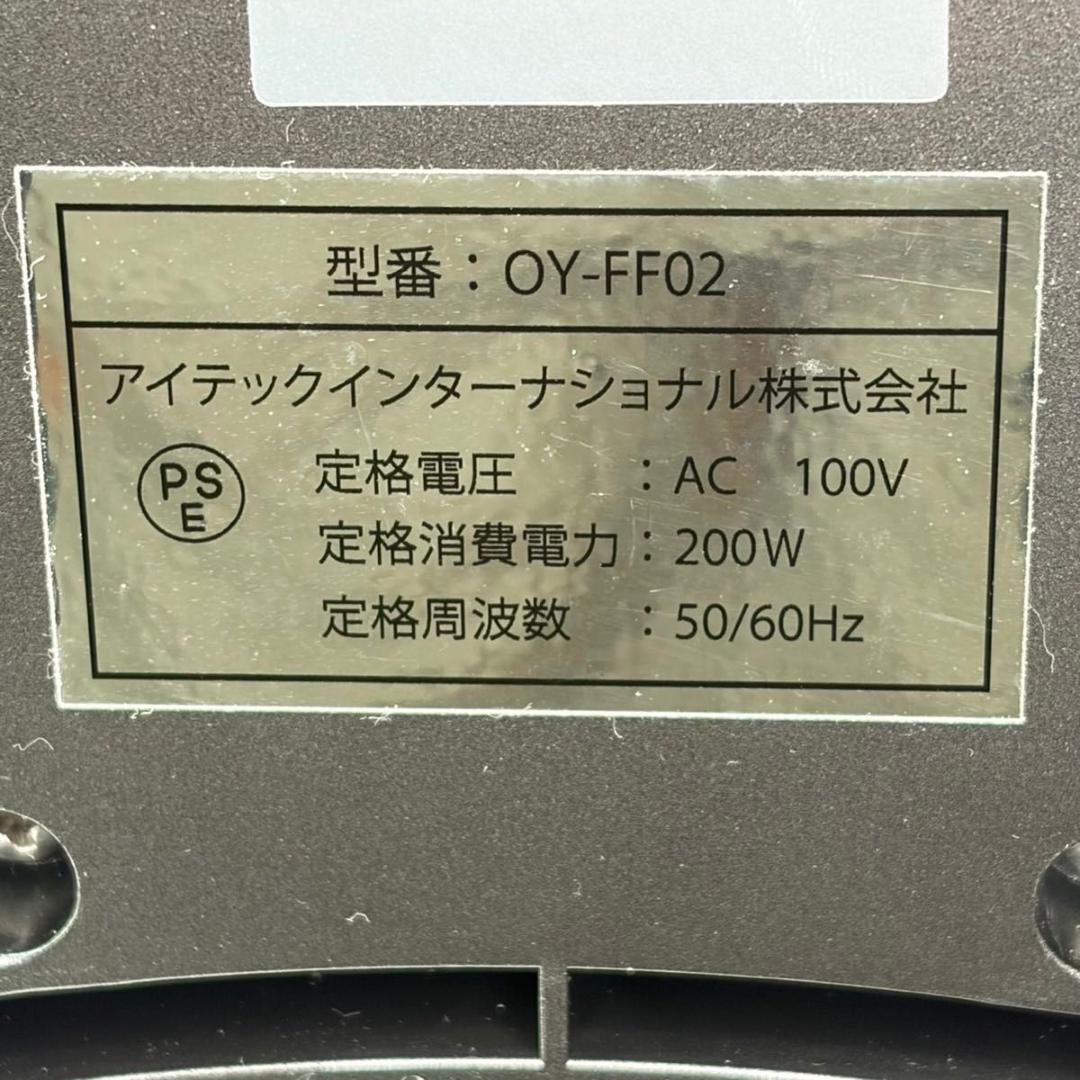 型番：OY-FF02
アイテックインターナショナル株式会社
PS
E
定格電圧　：AC　100V
定格消費電力：200W
定格周波数　：50/60Hz